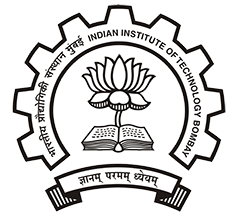 भारतीय प्रौद्योगिकी संस्थान मुंबई
INDIAN INSTITUTE OF TECHNOLOGY BOMBAY
ज्ञानम् परमम् ध्येयम्